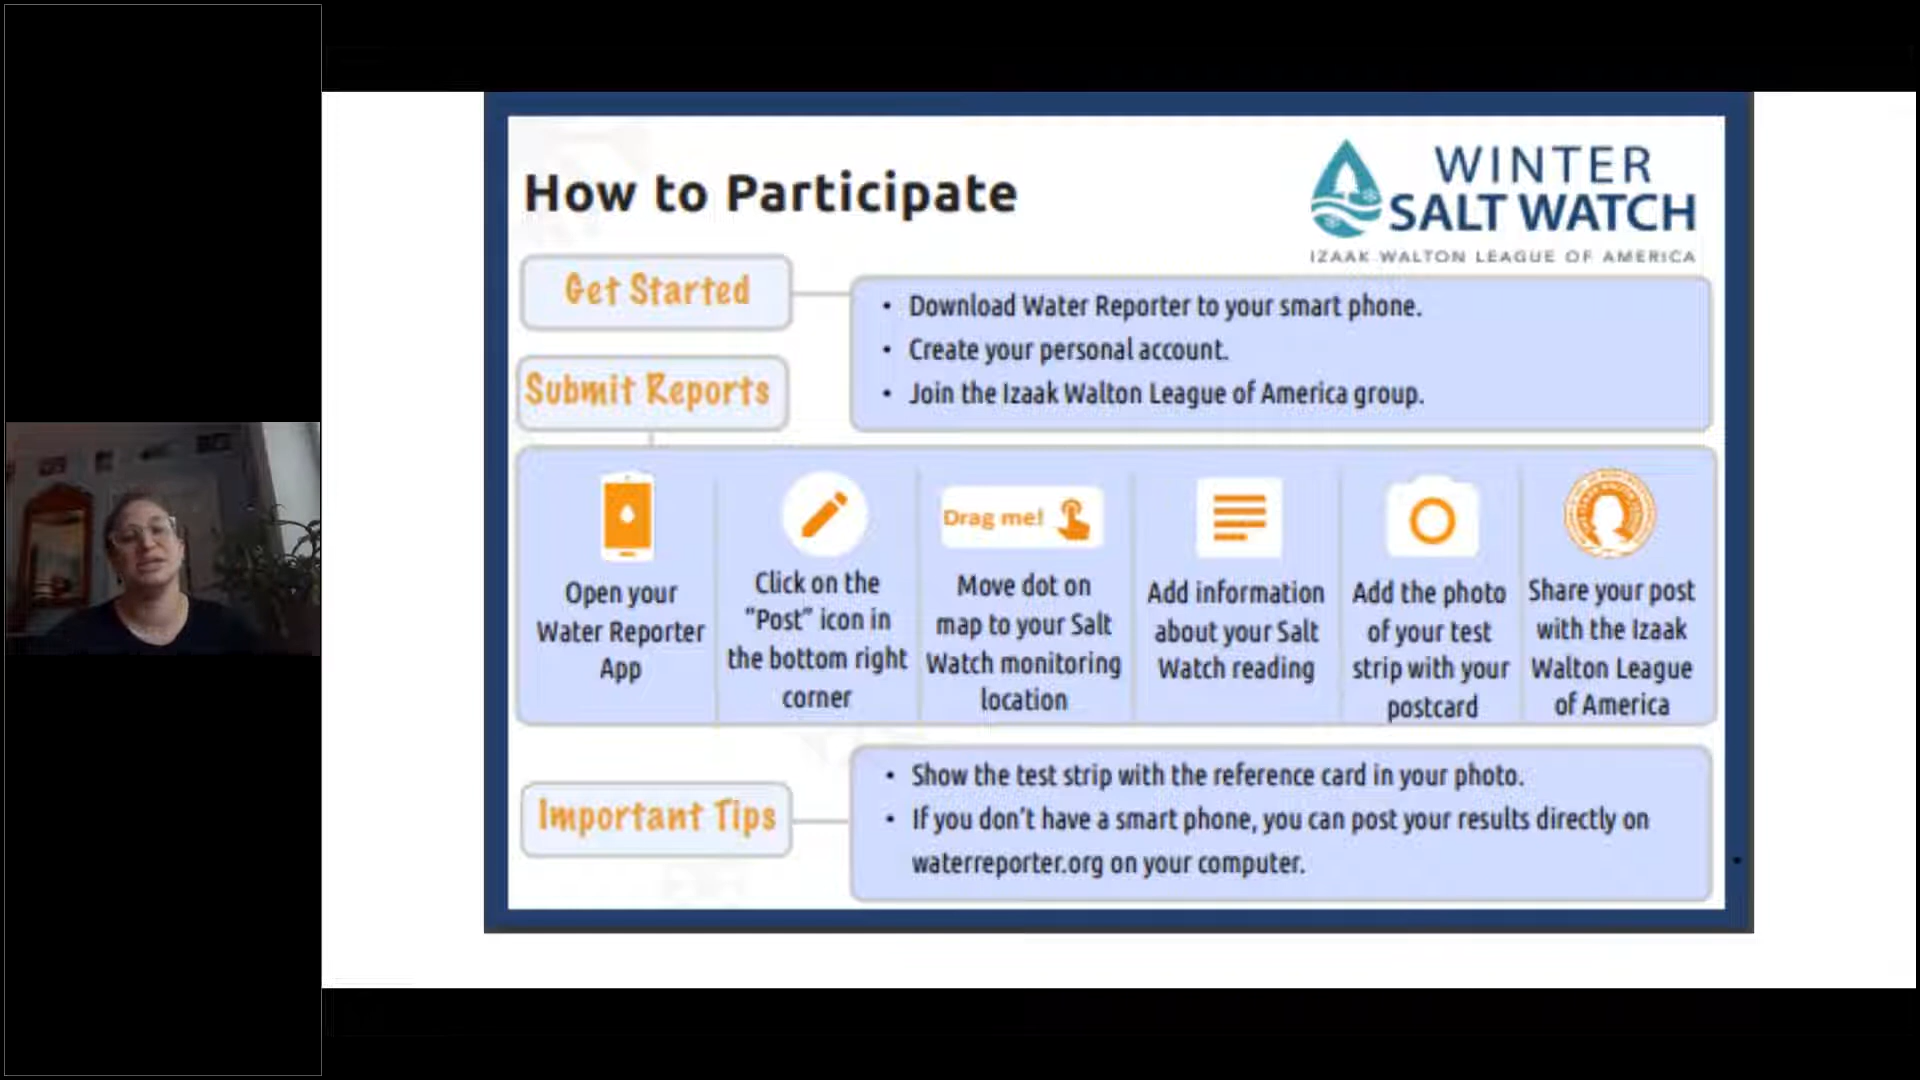 How to Participate
WINTER
SALT WATCH
IZAAK WALTON LEAGUE OF AMERICA
Get Started
• Download Water Reporter to your smart phone.
• Create your personal account.
• Join the Izaak Walton League of America group.
Submit Reports
Open your
Water Reporter
App
Click on the
"Post" icon in
the bottom right
corner
Drag me!
Move dot on
map to your Salt
Watch monitoring
location
Add information
about your Salt
Watch reading
Add the photo
of your test
strip with your
postcard
Share your post
with the Izaak
Walton League
of America
Important Tips
• Show the test strip with the reference card in your photo.
• If you don't have a smart phone, you can post your results directly on
waterreporter.org on your computer.